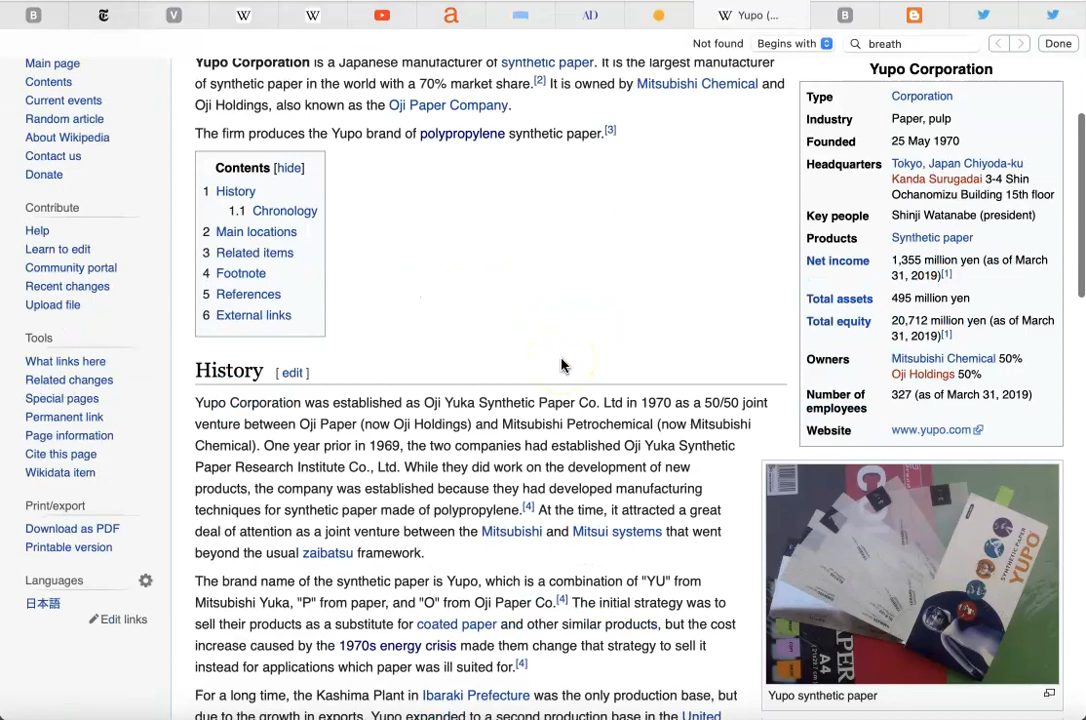 Yupo (...
Not found
Begins with
breath
Done
Main page
Contents
Current events
Random article
About Wikipedia
Contact us
Donate
Contribute
Help
Learn to edit
Community portal
Recent changes
Upload file
Tools
What links here
Related changes
Special pages
Permanent link
Page information
Cite this page
Wikidata item
Print/export
Download as PDF
Printable version
Languages
日本語
Edit links
Yupo Corporation is a Japanese manufacturer of synthetic paper. It is the largest manufacturer
of synthetic paper in the world with a 70% market share.[2] It is owned by Mitsubishi Chemical and
Oji Holdings, also known as the Oji Paper Company.
The firm produces the Yupo brand of polypropylene synthetic paper.[3]
Contents [hide]
1 History
1.1 Chronology
2 Main locations
3 Related items
4 Footnote
5 References
6 External links
History [ edit ]
Yupo Corporation was established as Oji Yuka Synthetic Paper Co. Ltd in 1970 as a 50/50 joint
venture between Oji Paper (now Oji Holdings) and Mitsubishi Petrochemical (now Mitsubishi
Chemical). One year prior in 1969, the two companies had established Oji Yuka Synthetic
Paper Research Institute Co., Ltd. While they did work on the development of new
products, the company was established because they had developed manufacturing
techniques for synthetic paper made of polypropylene.[4] At the time, it attracted a great
deal of attention as a joint venture between the Mitsubishi and Mitsui systems that went
beyond the usual zaibatsu framework.
The brand name of the synthetic paper is Yupo, which is a combination of "YU" from
Mitsubishi Yuka, "P" from paper, and "O" from Oji Paper Co.[4] The initial strategy was to
sell their products as a substitute for coated paper and other similar products, but the cost
increase caused by the 1970s energy crisis made them change that strategy to sell it
instead for applications which paper was ill suited for.[4]
For a long time, the Kashima Plant in Ibaraki Prefecture was the only production base, but
due to the growth in exports, Yupo expanded to a second production base in the United
Yupo Corporation
Type Corporation
Industry Paper, pulp
Founded 25 May 1970
Headquarters Tokyo, Japan Chiyoda-ku
Kanda Surugadai 3-4 Shin
Ochanomizu Building 15th floor
Key people Shinji Watanabe (president)
Products Synthetic paper
Net income 1,355 million yen (as of March
31, 2019)[1]
Total assets 495 million yen
Total equity 20,712 million yen (as of March
31, 2019)[1]
Owners Mitsubishi Chemical 50%
Oji Holdings 50%
Number of 327 (as of March 31, 2019)
employees
Website www.yupo.com
SYNTHETIC PAPER
YUPO
A4
Yupo synthetic paper